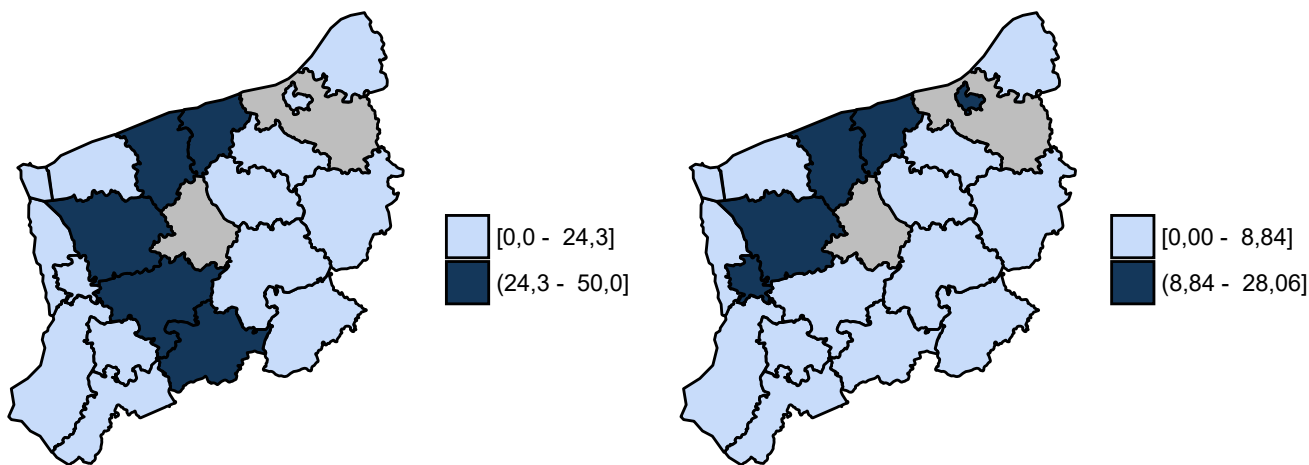 [0,0 - 24,3]
(24,3 - 50,0]
[0,00 - 8,84]
(8,84 - 28,06]